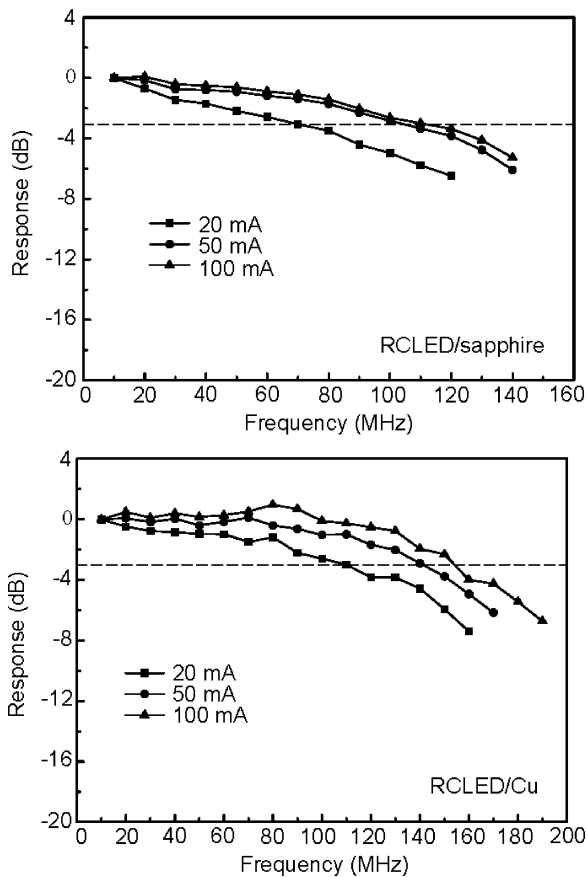 4
0
-4
-8
-12
-16
-20
Response (dB)
20 mA
50 mA
100 mA
RCLED/sapphire
0 20 40 60 80 100 120 140 160
Frequency (MHz)
4
0
-4
-8
-12
-16
-20
Response (dB)
20 mA
50 mA
100 mA
RCLED/Cu
20 40 60 80 100 120 140 160 180 200
Frequency (MHz)